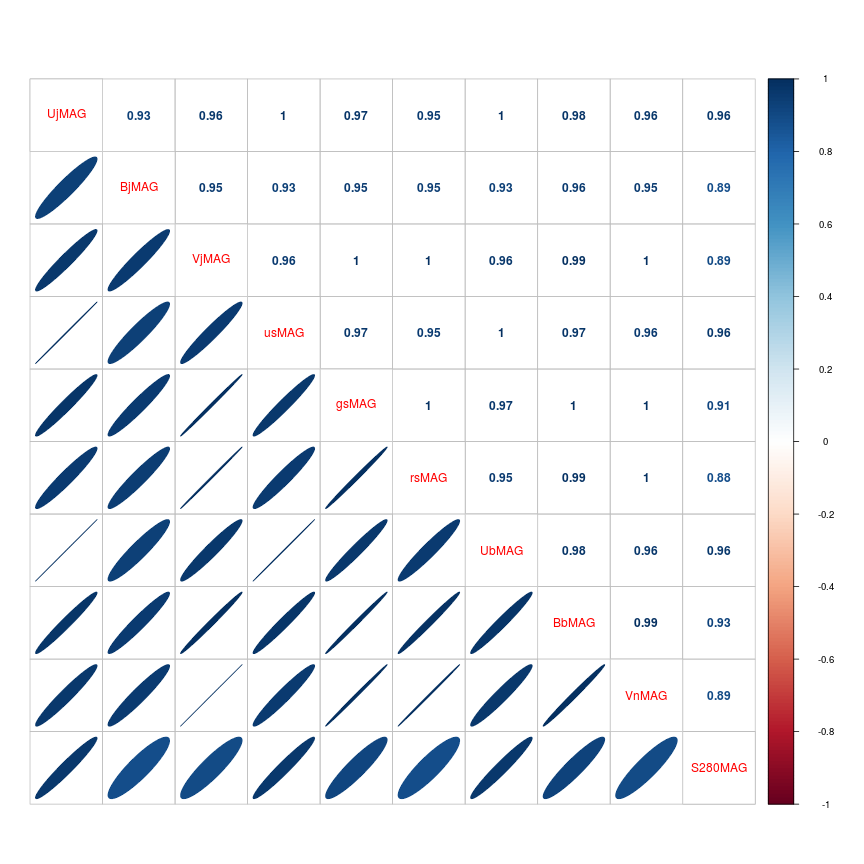 UjMAG 0.93 0.96 1 0.97 0.95 1 0.98 0.96 0.96
BjMAG 0.95 0.93 0.95 0.95 0.93 0.96 0.95 0.89
VjMAG 0.96 1 1 0.96 0.99 1 0.89
usMAG 0.97 0.95 1 0.97 0.96 0.96
gsMAG 1 0.97 1 1 0.91
rsMAG 0.95 0.99 1 0.88
UbMAG 0.98 0.96 0.96
BbMAG 0.99 0.93
VnMAG 0.89
S280MAG
1
0.8
0.6
0.4
0.2
0
-0.2
-0.4
-0.6
-0.8
-1